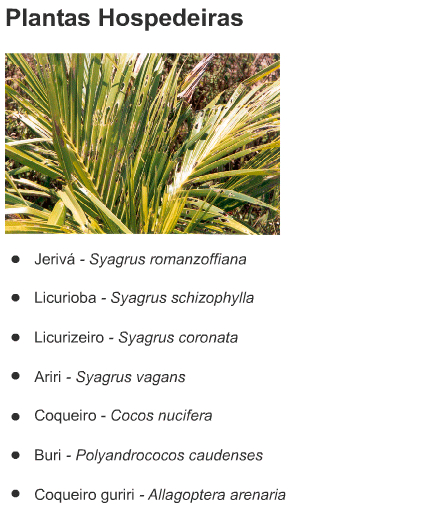 Plantas Hospedeiras
● Jerivá - Syagrus romanzoffiana
● Licurioba - Syagrus schizophylla
● Licurizeiro - Syagrus coronata
● Ariri - Syagrus vagans
● Coqueiro - Cocos nucifera
● Buri - Polyandrococos caudenses
● Coqueiro guriri - Allagoptera arenaria